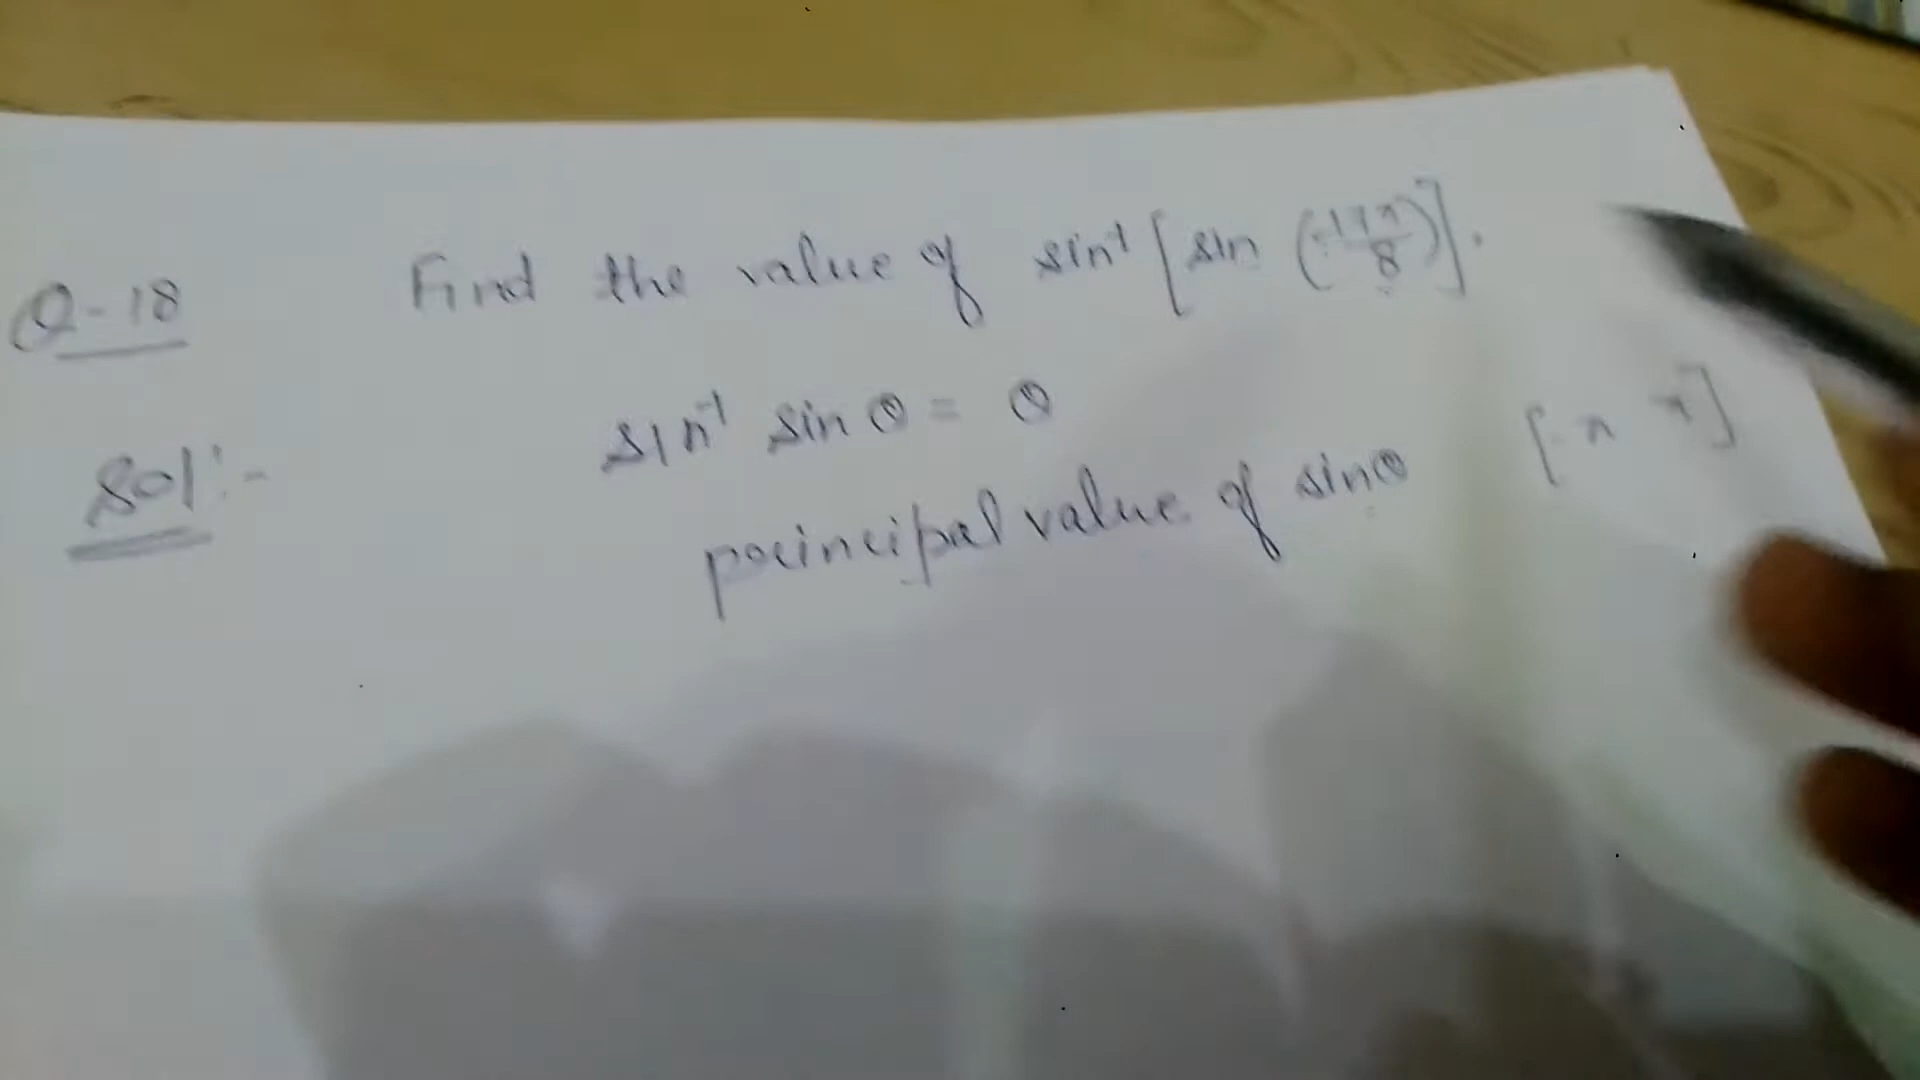 Q-18 Find the value of sin⁻¹ [sin (-17π/8)].
Sol:- sin⁻¹ sin θ = θ
principal value of sinθ [-π π]